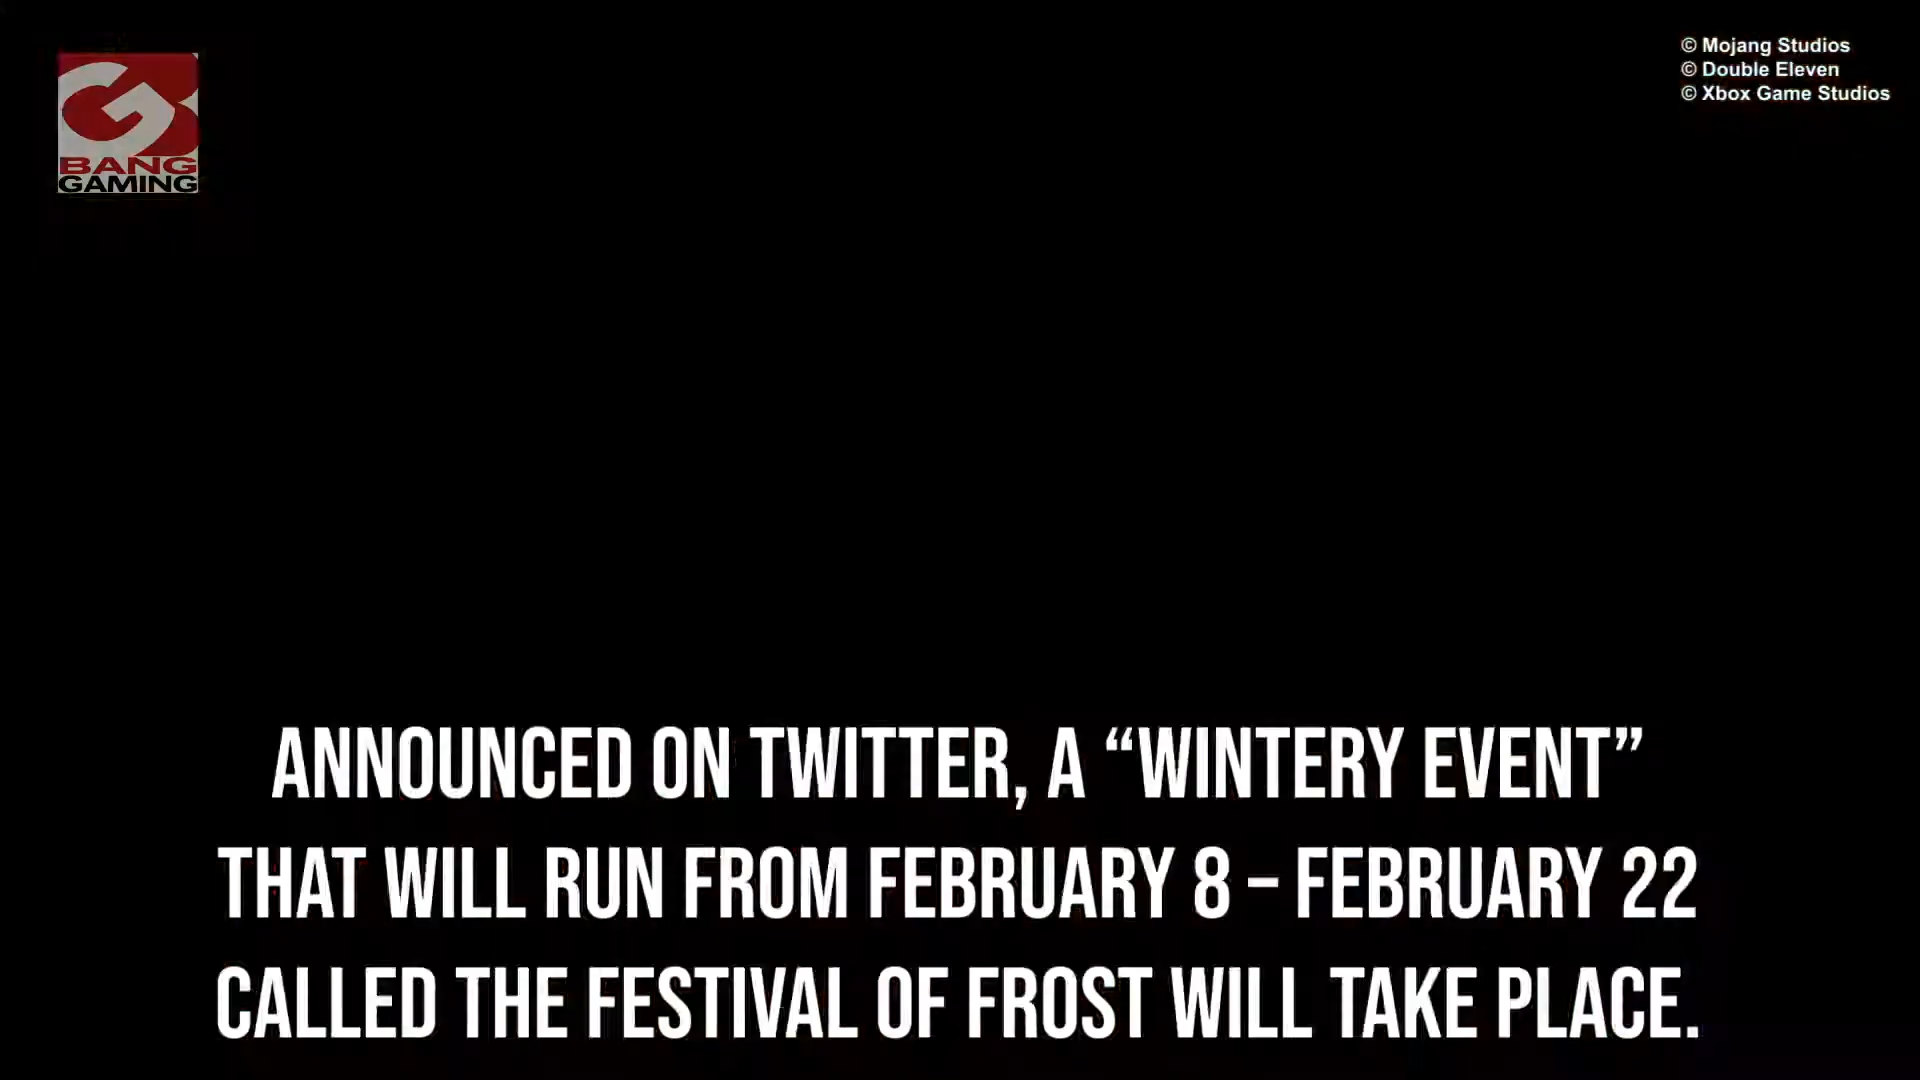 BANG
GAMING
© Mojang Studios
© Double Eleven
© Xbox Game Studios
ANNOUNCED ON TWITTER, A “WINTERY EVENT”
THAT WILL RUN FROM FEBRUARY 8 – FEBRUARY 22
CALLED THE FESTIVAL OF FROST WILL TAKE PLACE.